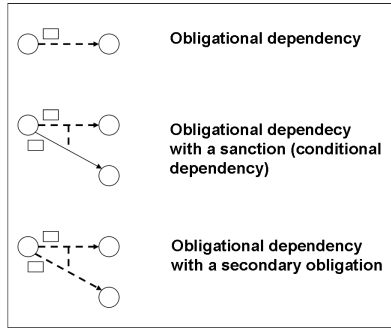 Obligational dependency
Obligational dependecy
with a sanction (conditional
dependency)
Obligational dependency
with a secondary obligation